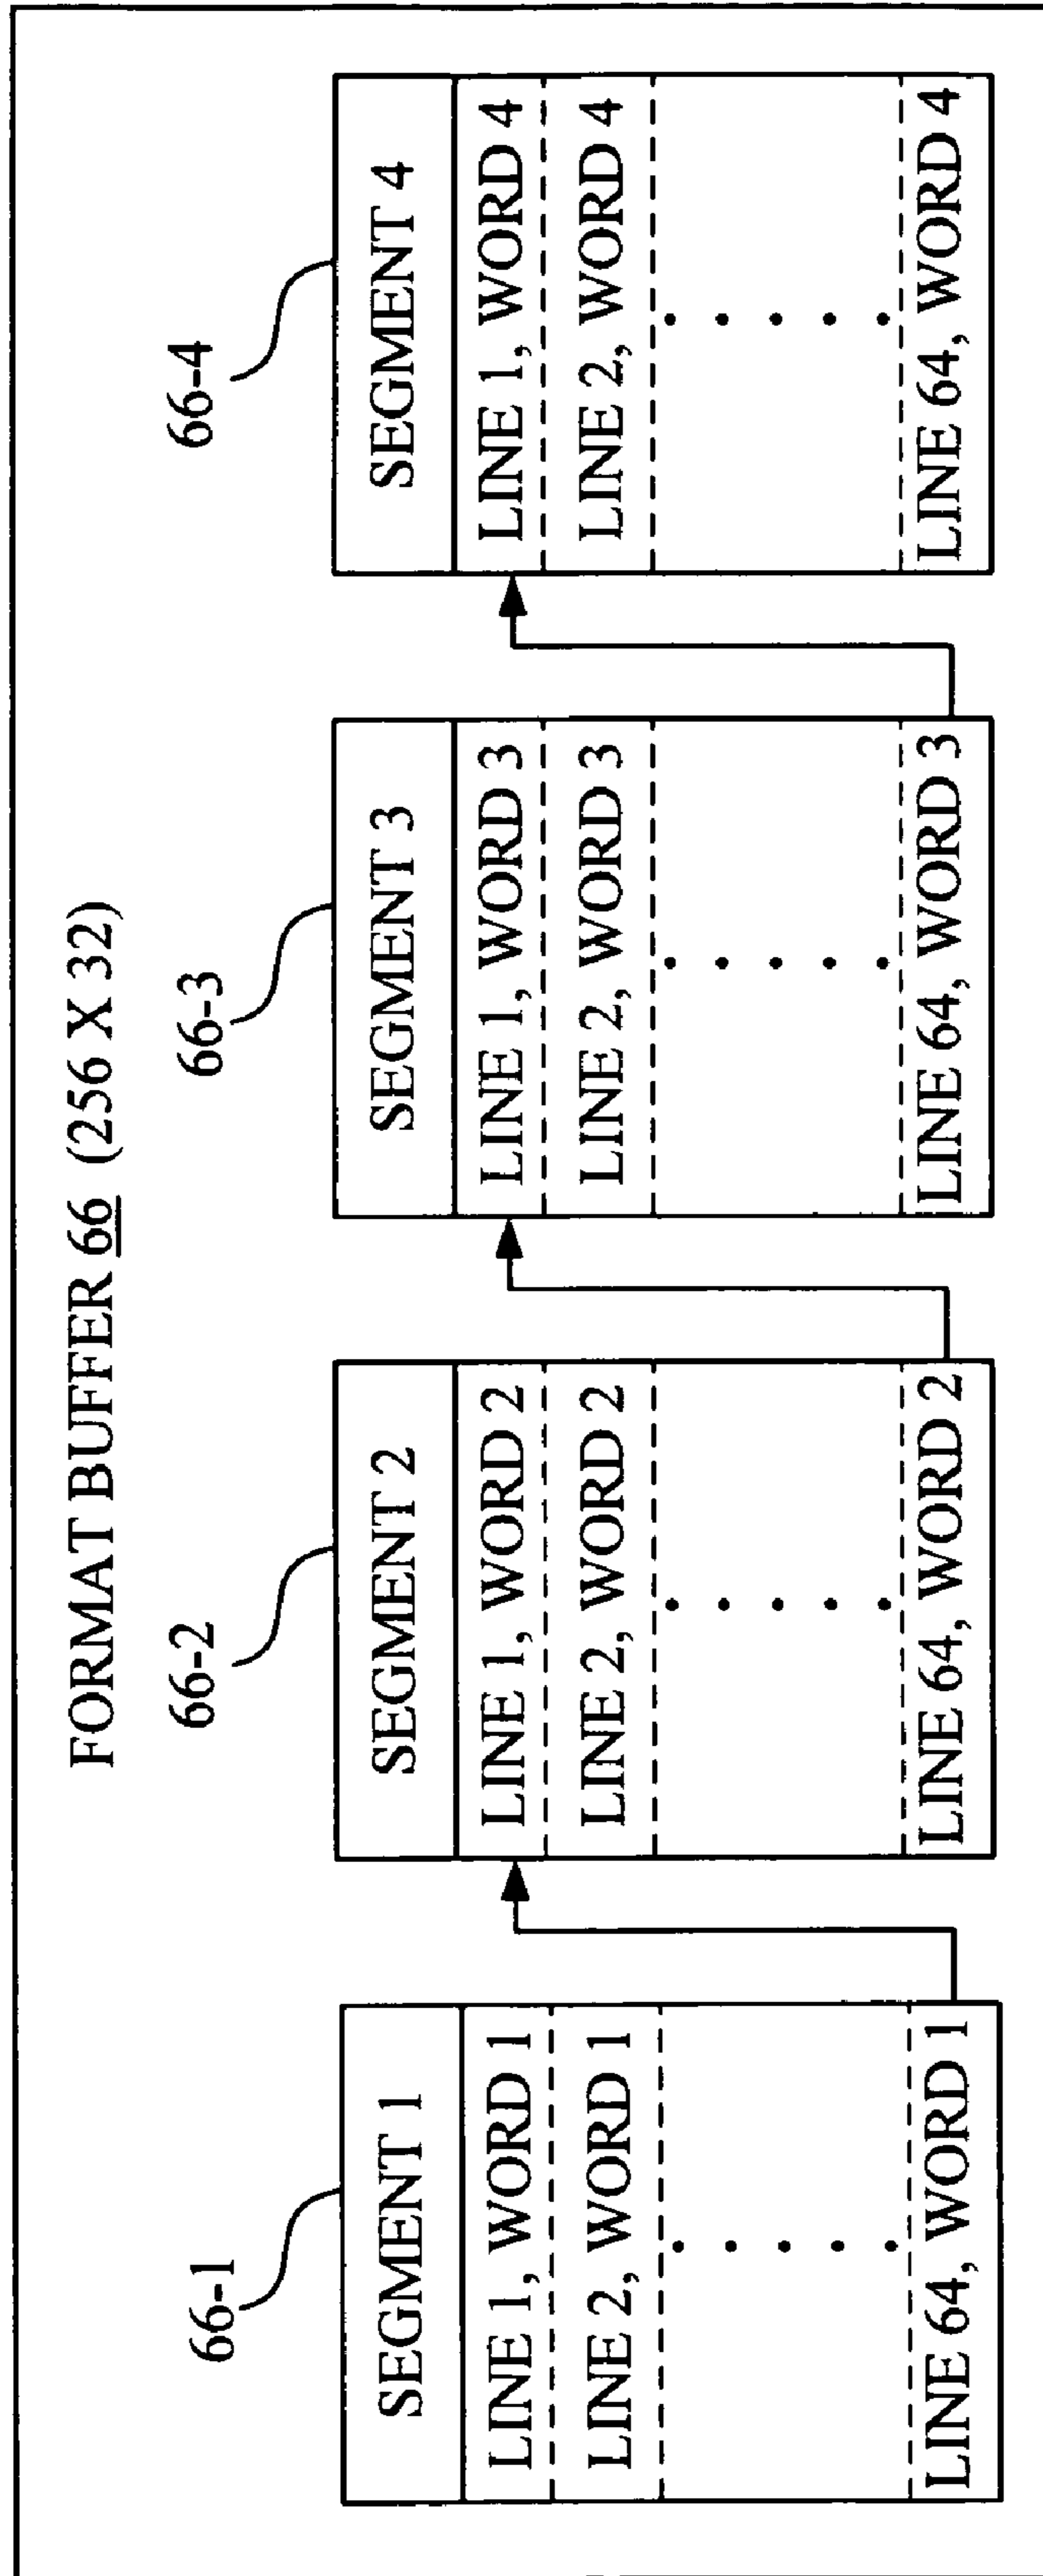 FORMAT BUFFER 66 (256 X 32)
66-1
SEGMENT 1
LINE 1, WORD 1
LINE 2, WORD 1
LINE 64, WORD 1
66-2
SEGMENT 2
LINE 1, WORD 2
LINE 2, WORD 2
LINE 64, WORD 2
66-3
SEGMENT 3
LINE 1, WORD 3
LINE 2, WORD 3
LINE 64, WORD 3
66-4
SEGMENT 4
LINE 1, WORD 4
LINE 2, WORD 4
LINE 64, WORD 4